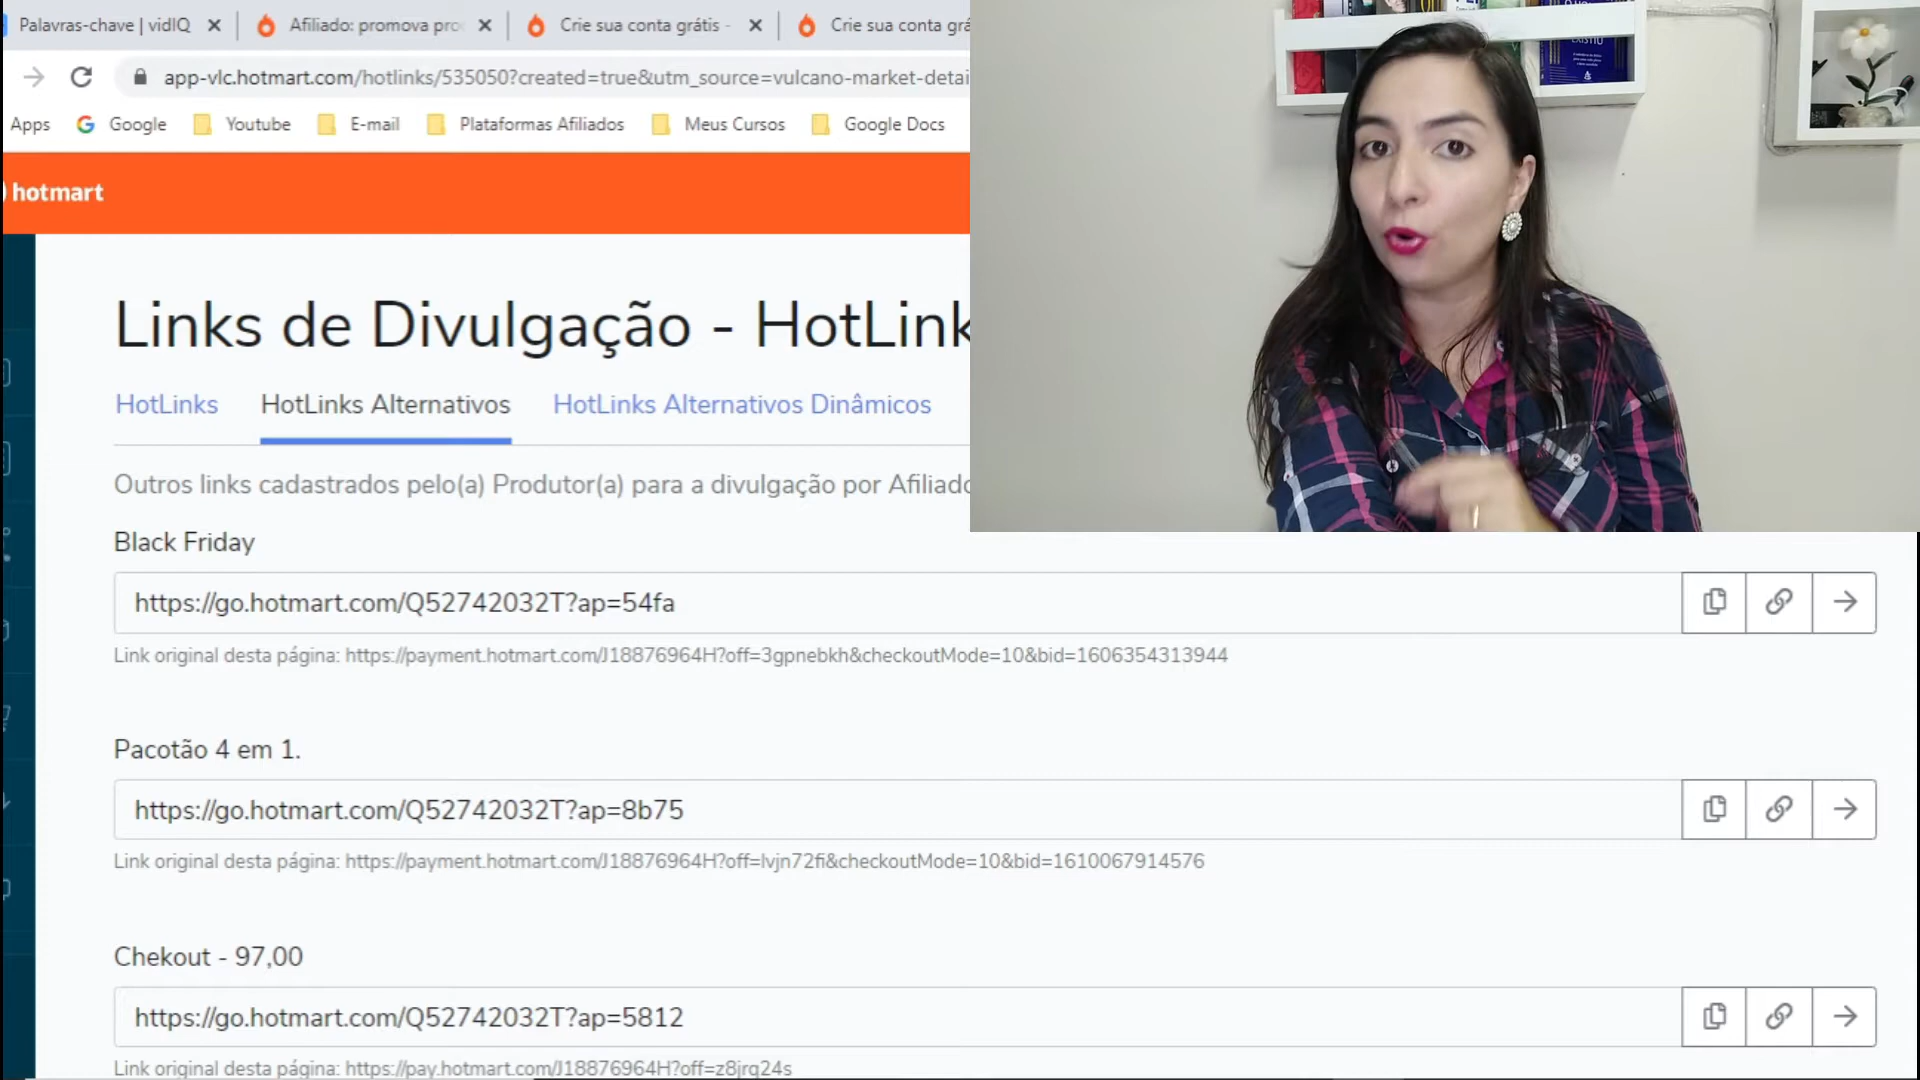 Palavras-chave | vidIQ
Afiliado: promova pro
Crie sua conta grátis -
Crie sua conta grá
app-vlc.hotmart.com/hotlinks/535050?created=true&utm_source=vulcano-market-detai
Apps
Google
Youtube
E-mail
Plataformas Afiliados
Meus Cursos
Google Docs
hotmart
Links de Divulgação - HotLink
HotLinks
HotLinks Alternativos
HotLinks Alternativos Dinâmicos
Outros links cadastrados pelo(a) Produtor(a) para a divulgação por Afiliado
Black Friday
https://go.hotmart.com/Q52742032T?ap=54fa
Link original desta página: https://payment.hotmart.com/J18876964H?off=3gpnebkh&checkoutMode=10&bid=1606354313944
Pacotão 4 em 1.
https://go.hotmart.com/Q52742032T?ap=8b75
Link original desta página: https://payment.hotmart.com/J18876964H?off=lvjn72fi&checkoutMode=10&bid=1610067914576
Chekout - 97,00
https://go.hotmart.com/Q52742032T?ap=5812
Link original desta página: https://pay.hotmart.com/J18876964H?off=z8jrq24s